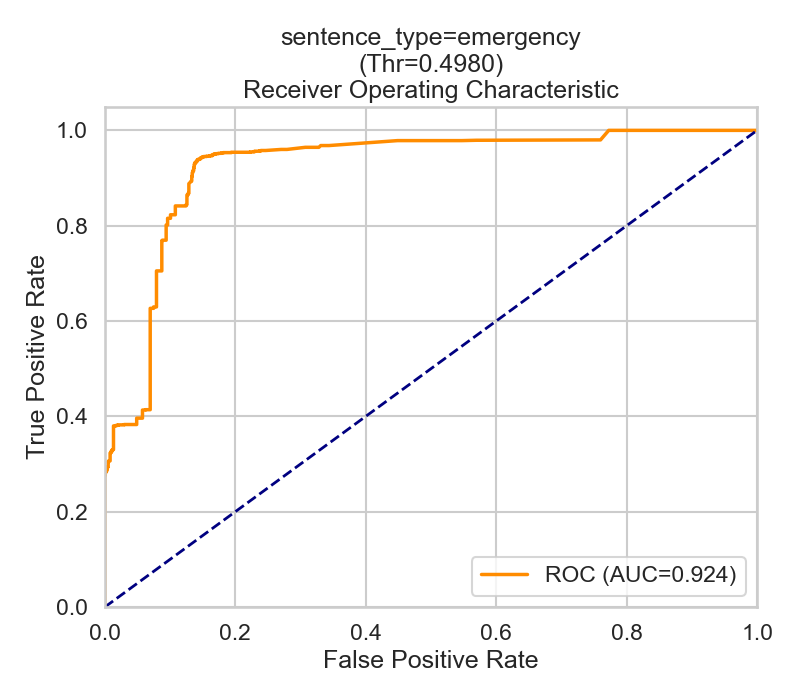 sentence_type=emergency
(Thr=0.4980)
Receiver Operating Characteristic
True Positive Rate
1.0
0.8
0.6
0.4
0.2
0.0
0.0 0.2 0.4 0.6 0.8 1.0
False Positive Rate
ROC (AUC=0.924)